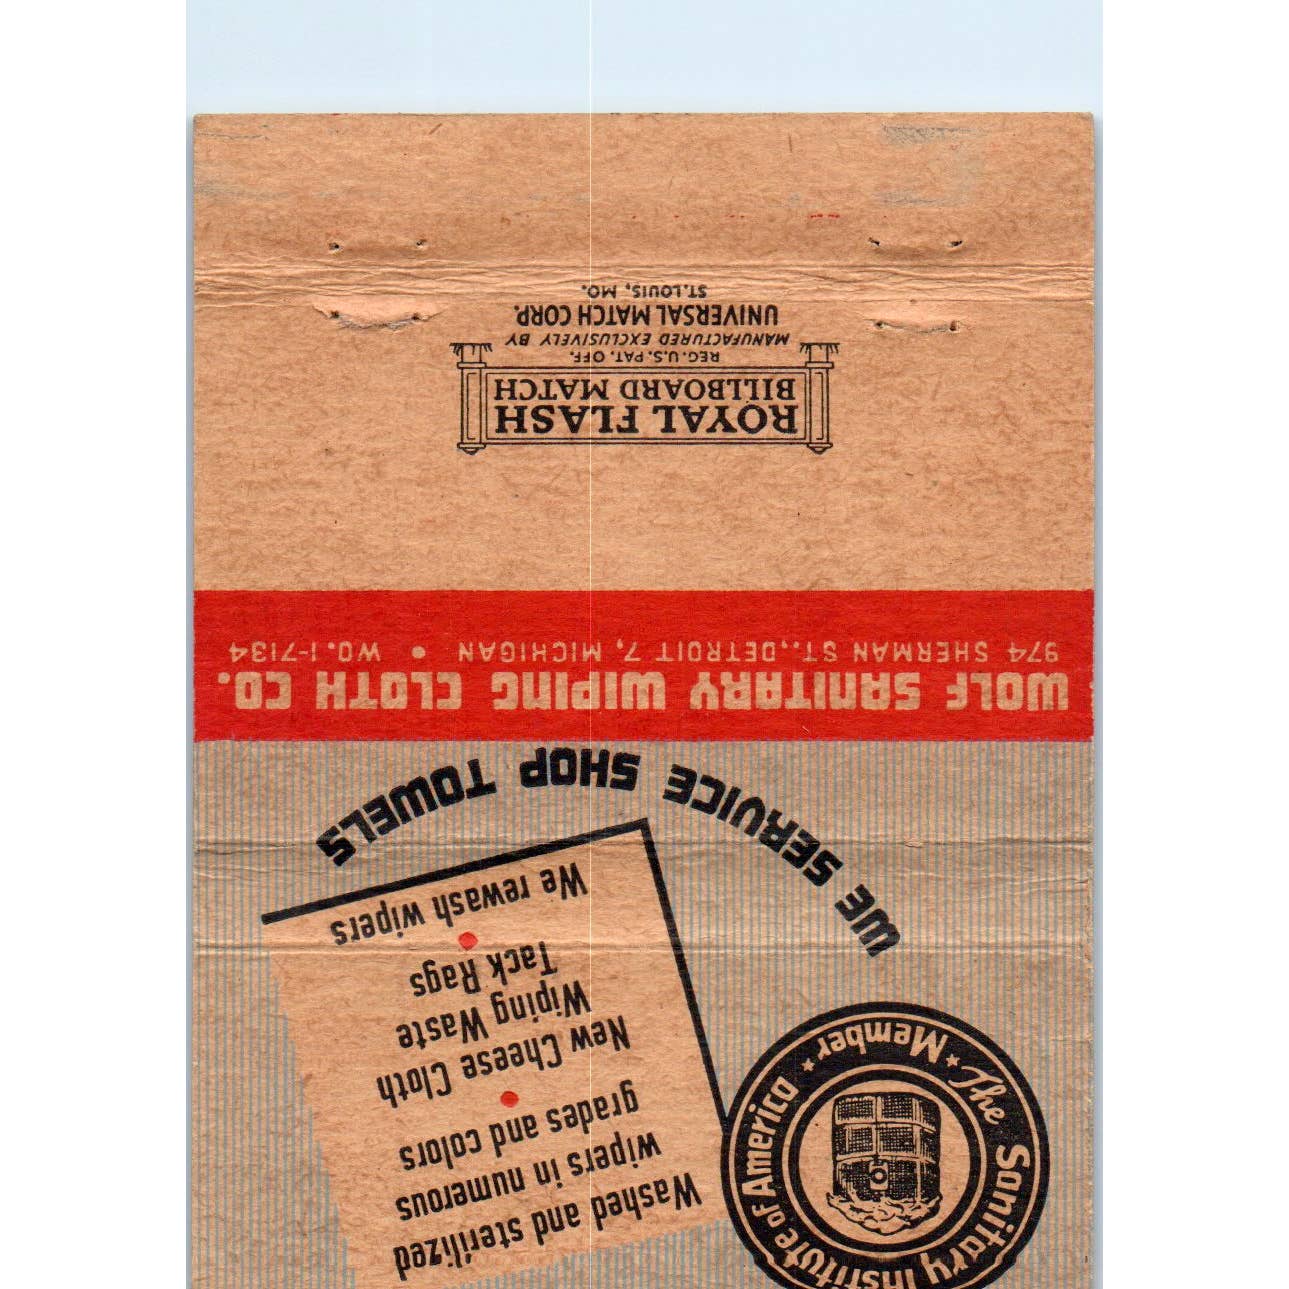 The Sanitary Institute of America
★ Member ★
Washed and sterilized
wipers in numerous
grades and colors
New Cheese Cloth
Wiping Waste
Tack Rags
We rewash wipers
WE SERVICE SHOP TOWELS
WOLF SANITARY WIPING CLOTH CO.
974 SHERMAN ST., DETROIT 7, MICHIGAN • WO.1-7134
ROYAL FLASH
BILLBOARD MATCH
REG. U.S. PAT. OFF.
MANUFACTURED EXCLUSIVELY BY
UNIVERSAL MATCH CORP.
ST. LOUIS, MO.